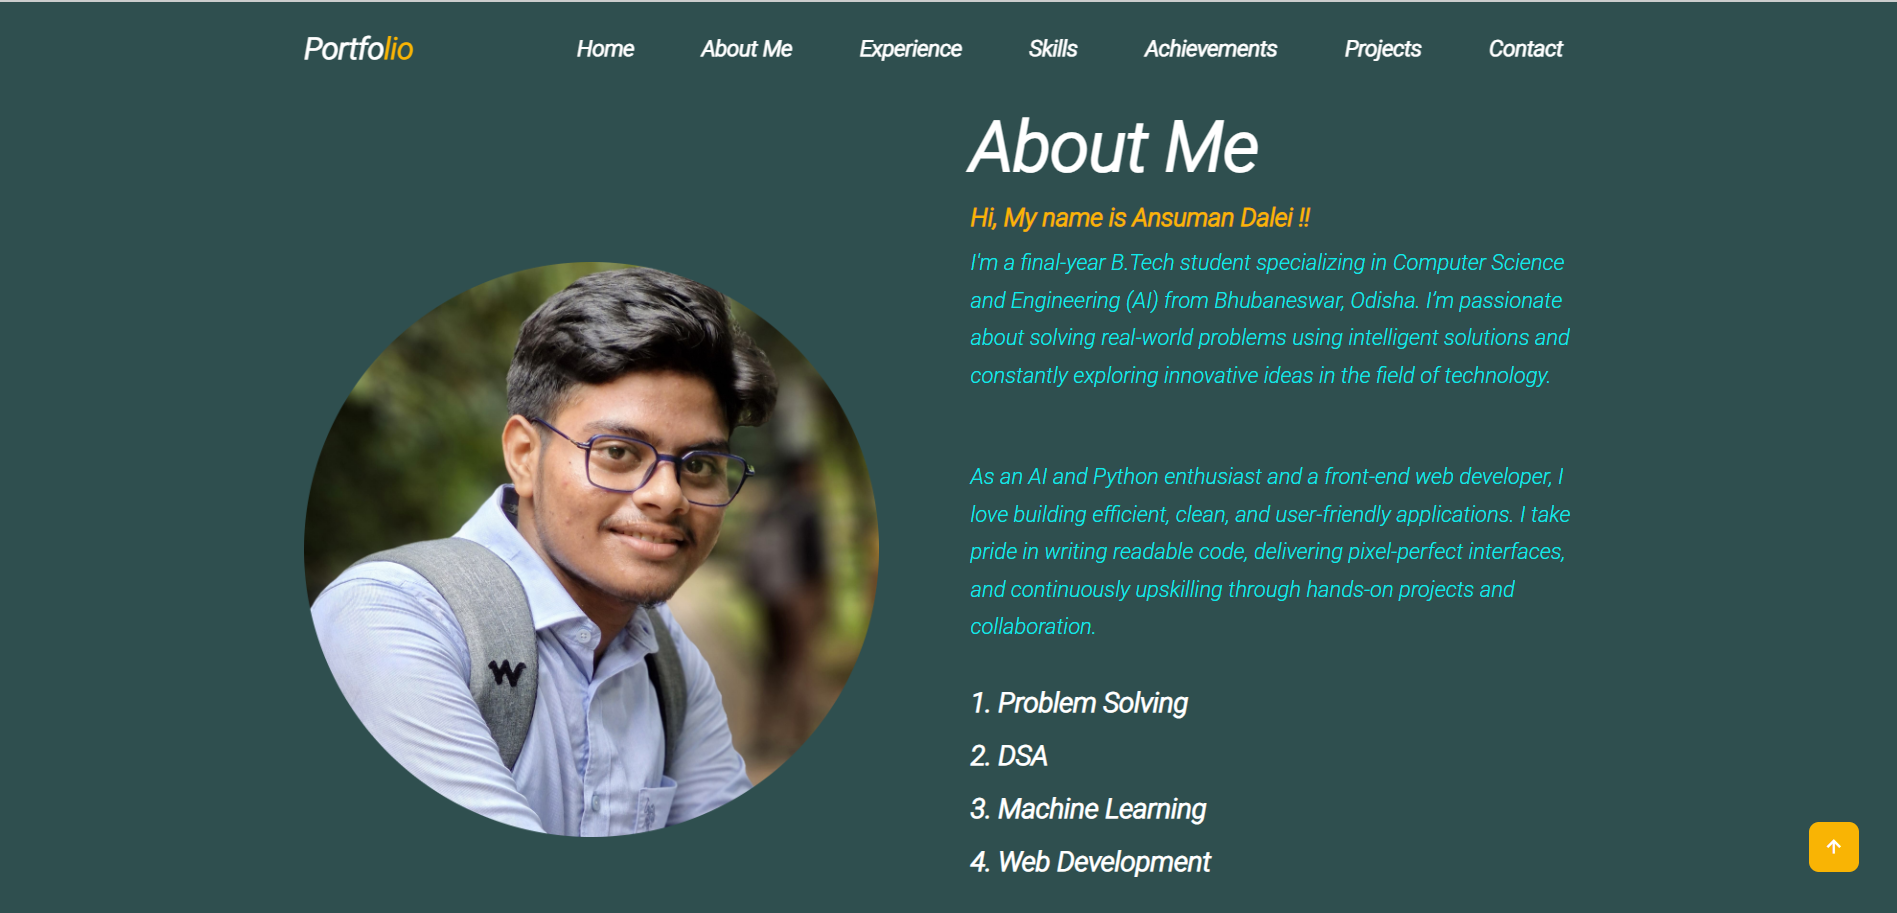 Portfolio Home About Me Experience Skills Achievements Projects Contact
About Me
Hi, My name is Ansuman Dalei !!
I'm a final-year B.Tech student specializing in Computer Science
and Engineering (AI) from Bhubaneswar, Odisha. I’m passionate
about solving real-world problems using intelligent solutions and
constantly exploring innovative ideas in the field of technology.
As an AI and Python enthusiast and a front-end web developer, I
love building efficient, clean, and user-friendly applications. I take
pride in writing readable code, delivering pixel-perfect interfaces,
and continuously upskilling through hands-on projects and
collaboration.
W
1. Problem Solving
2. DSA
3. Machine Learning
4. Web Development